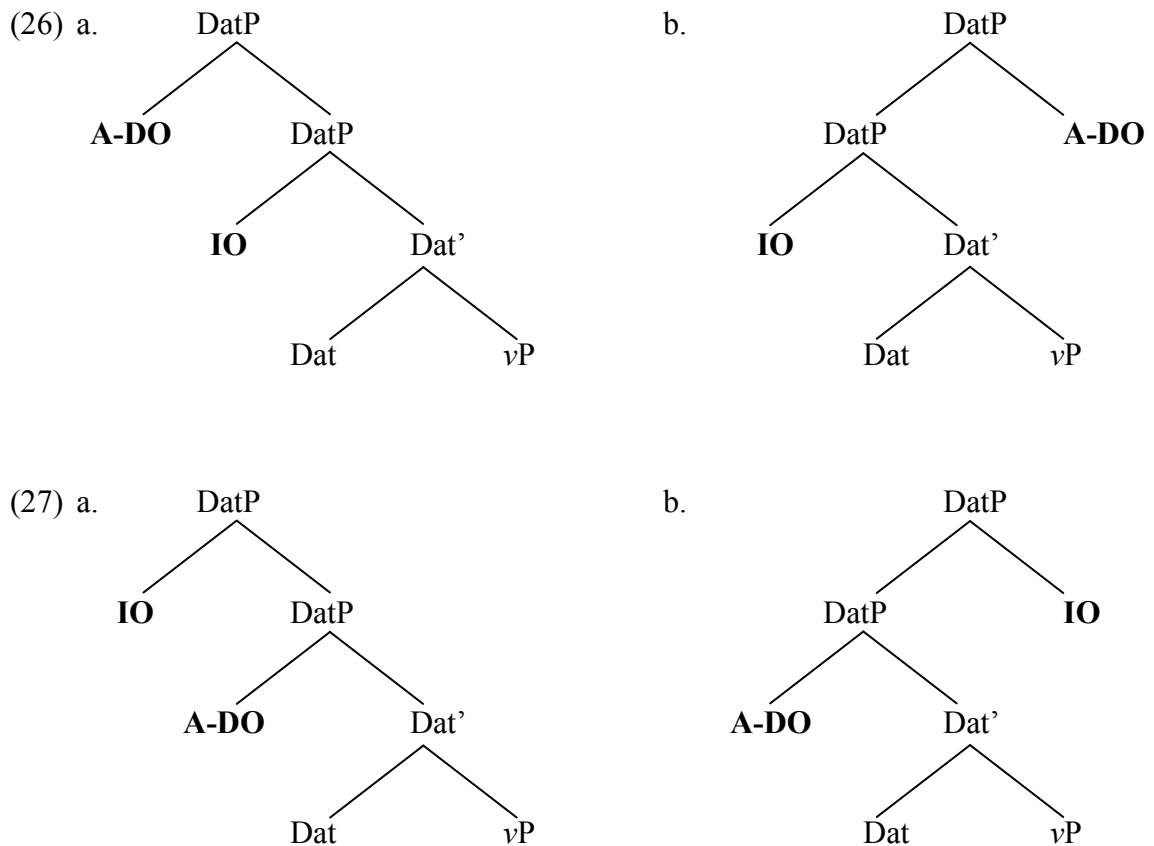 (26) a. DatP b. DatP
A-DO DatP DatP A-DO
IO Dat’ IO Dat’
Dat vP Dat vP
(27) a. DatP b. DatP
IO DatP DatP IO
A-DO Dat’ A-DO Dat’
Dat vP Dat vP